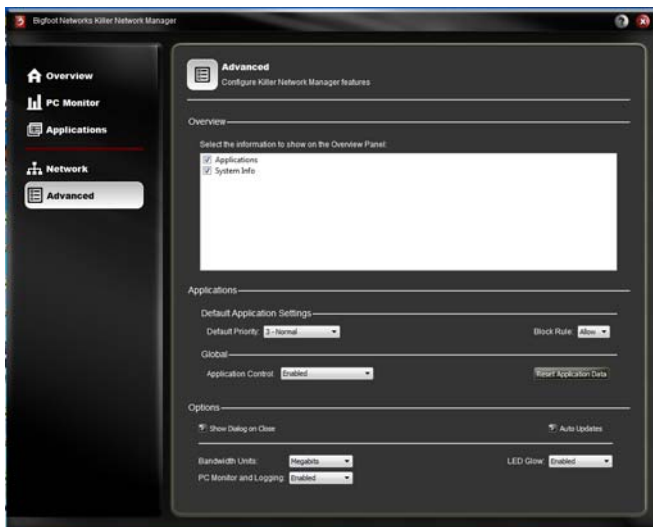 Bigfoot Networks Killer Network Manager
Overview
PC Monitor
Applications
Network
Advanced
Advanced
Configure Killer Network Manager features
Overview
Select the information to show on the Overview Panel:
Applications
System Info
Applications
Default Application Settings
Default Priority: 3 - Normal
Block Rule: Allow
Global
Application Control: Enabled
Reset Application Data
Options
Show Dialog on Close
Auto Updates
Bandwidth Units: Megabits
LED Glow: Enabled
PC Monitor and Logging: Enabled